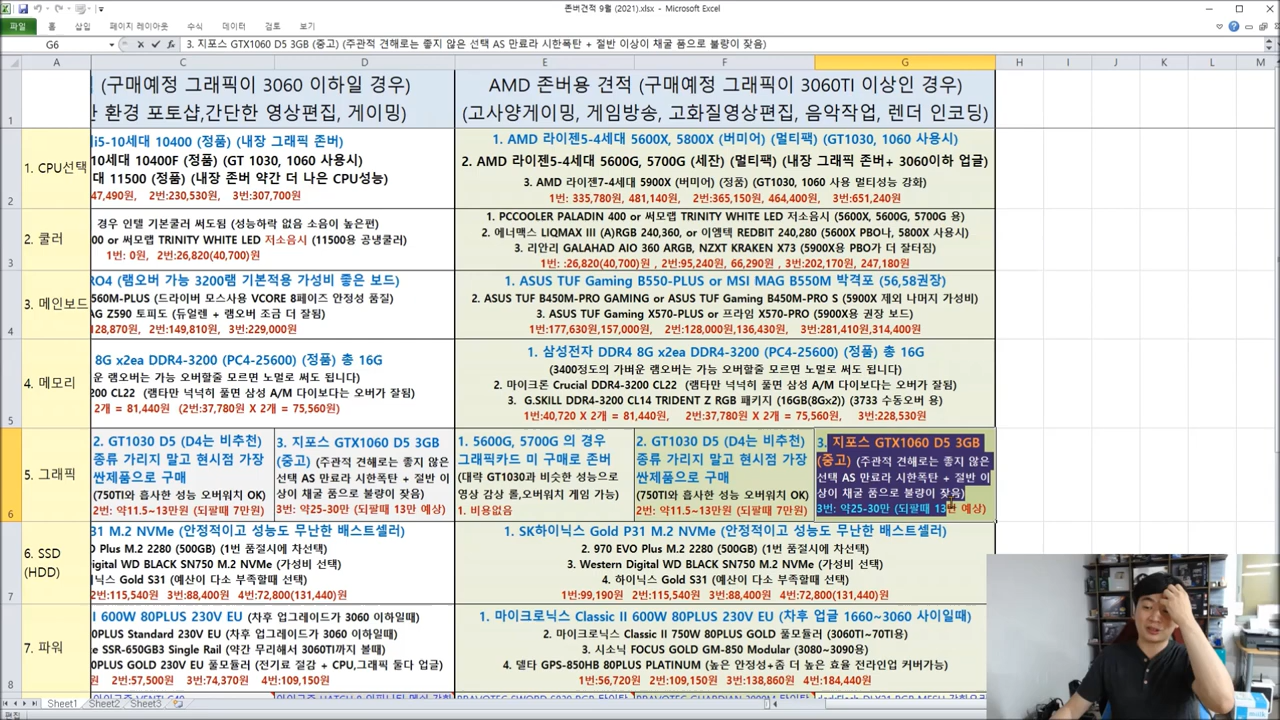 존버견적 9월 (2021).xlsx - Microsoft Excel
파일 홈 삽입 페이지 레이아웃 수식 데이터 검토 보기
G6 3. 지포스 GTX1060 D5 3GB (중고) (주관적 견해로는 좋지 않은 선택 AS 만료라 시한폭탄 + 절반 이상이 채굴 품으로 불량이 잦음)
A C D E F G H I J K L M
1
(구매예정 그래픽이 3060 이하일 경우)
환경 포토샵,간단한 영상편집, 게이밍)
AMD 존버용 견적 (구매예정 그래픽이 3060TI 이상인 경우)
(고사양게이밍, 게임방송, 고화질영상편집, 음악작업, 렌더 인코딩)
2
1. CPU선택
i5-10세대 10400 (정품) (내장 그래픽 존버)
10세대 10400F (정품) (GT 1030, 1060 사용시)
대 11500 (정품) (내장 존버 약간 더 나은 CPU성능)
47,490원, 2번:230,530원, 3번:307,700원
1. AMD 라이젠5-4세대 5600X, 5800X (버미어) (멀티팩) (GT1030, 1060 사용시)
2. AMD 라이젠5-4세대 5600G, 5700G (세잔) (멀티팩) (내장 그래픽 존버+ 3060이하 업글)
3. AMD 라이젠7-4세대 5900X (버미어) (정품) (GT1030, 1060 사용 멀티성능 강화)
1번: 335,780원, 481,140원, 2번:365,150원, 464,400원, 3번:651,240원
3
2. 쿨러
경우 인텔 기본쿨러 써도됨 (성능하락 없음 소음이 높은편)
00 or 써모랩 TRINITY WHITE LED 저소음시 (11500용 공냉쿨러)
1번: 0원, 2번:26,820(40,700)원
1. PCCOOLER PALADIN 400 or 써모랩 TRINITY WHITE LED 저소음시 (5600X, 5600G, 5700G 용)
2. 에너맥스 LIQMAX III (A)RGB 240,360, or 이엠텍 REDBIT 240,280 (5600X PBO나, 5800X 사용시)
3. 리안리 GALAHAD AIO 360 ARGB, NZXT KRAKEN X73 (5900X용 PBO가 더 잘터짐)
1번: :26,820(40,700)원 , 2번:95,240원, 66,290원 , 3번:202,170원, 247,180원
4
3. 메인보드
RO4 (램오버 가능 3200램 기본적용 가성비 좋은 보드)
560M-PLUS (드라이버 모스사용 VCORE 8페이즈 안정성 품질)
AG Z590 토피도 (듀얼렌 + 램오버 조금 더 잘됨)
128,870원, 2번:149,810원, 3번:229,000원
1. ASUS TUF Gaming B550-PLUS or MSI MAG B550M 박격포 (56,58권장)
2. ASUS TUF B450M-PRO GAMING or ASUS TUF Gaming B450M-PRO S (5900X 제외 나머지 가성비)
3. ASUS TUF Gaming X570-PLUS or 프라임 X570-PRO (5900X용 권장 보드)
1번:177,630원,157,000원, 2번:128,000원,136,430원, 3번:281,410원,314,400원
5
4. 메모리
8G x2ea DDR4-3200 (PC4-25600) (정품) 총 16G
운 램오버는 가능 오버할줄 모르면 노멀로 써도 됩니다)
CL22 (램타만 넉넉히 풀면 삼성 A/M 다이보다는 오버가 잘됨)
2개 = 81,440원 (2번:37,780원 X 2개 = 75,560원)
1. 삼성전자 DDR4 8G x2ea DDR4-3200 (PC4-25600) (정품) 총 16G
(3400정도의 가벼운 램오버는 가능 오버할줄 모르면 노멀로 써도 됩니다)
2. 마이크론 Crucial DDR4-3200 CL22 (램타만 넉넉히 풀면 삼성 A/M 다이보다는 오버가 잘됨)
3. G.SKILL DDR4-3200 CL14 TRIDENT Z RGB 패키지 (16GB(8Gx2)) (3733 수동오버 용)
1번:40,720 X 2개 = 81,440원, 2번:37,780원 X 2개 = 75,560원, 3번:228,530원
6
5. 그래픽
2. GT1030 D5 (D4는 비추천)
종류 가리지 말고 현시점 가장
싼제품으로 구매
(750TI와 흡사한 성능 오버워치 OK)
2번: 약11.5~13만원 (되팔때 7만원)
3. 지포스 GTX1060 D5 3GB
(중고) (주관적 견해로는 좋지 않은
선택 AS 만료라 시한폭탄 + 절반 이
상이 채굴 품으로 불량이 잦음)
3번: 약25-30만 (되팔때 13만 예상)
1. 5600G, 5700G 의 경우
그래픽카드 미 구매로 존버
(대략 GT1030과 비슷한 성능으로
영상 감상 롤,오버워치 게임 가능)
1. 비용없음
2. GT1030 D5 (D4는 비추천)
종류 가리지 말고 현시점 가장
싼제품으로 구매
(750TI와 흡사한 성능 오버워치 OK)
2번: 약11.5~13만원 (되팔때 7만원)
3. 지포스 GTX1060 D5 3GB
(중고) (주관적 견해로는 좋지 않은
선택 AS 만료라 시한폭탄 + 절반 이
상이 채굴 품으로 불량이 잦음)
3번: 약25-30만 (되팔때 13만 예상)
7
6. SSD
(HDD)
31 M.2 NVMe (안정적이고 성능도 무난한 배스트셀러)
Plus M.2 2280 (500GB) (1번 품절시에 차선택)
igital WD BLACK SN750 M.2 NVMe (가성비 선택)
닉스 Gold S31 (예산이 다소 부족할때 선택)
2번:115,540원, 3번:88,400원, 4번:72,800(131,440)원
1. SK하이닉스 Gold P31 M.2 NVMe (안정적이고 성능도 무난한 배스트셀러)
2. 970 EVO Plus M.2 2280 (500GB) (1번 품절시에 차선택)
3. Western Digital WD BLACK SN750 M.2 NVMe (가성비 선택)
4. 하이닉스 Gold S31 (예산이 다소 부족할때 선택)
1번:99,190원, 2번:115,540원, 3번:88,400원, 4번:72,800(131,440)원
8
7. 파워
I 600W 80PLUS 230V EU (차후 업그레이드가 3060 이하일때)
0PLUS Standard 230V EU (차후 업그레이드가 3060 이하일때)
e SSR-650GB3 Single Rail (약간 무리해서 3060TI까지 볼때)
80PLUS GOLD 230V EU 풀모듈러 (전기료 절감 + CPU,그래픽 둘다 업글)
2번:57,500원, 3번:74,370원, 4번:109,150원
1. 마이크로닉스 Classic II 600W 80PLUS 230V EU (차후 업글 1660~3060 사이일때)
2. 마이크로닉스 Classic II 750W 80PLUS GOLD 풀모듈러 (3060TI~70TI용)
3. 시소닉 FOCUS GOLD GM-850 Modular (3080~3090용)
4. 델타 GPS-850HB 80PLUS PLATINUM (높은 안정성+좀 더 높은 효율 전라인업 커버가능)
1번:56,720원, 2번:109,150원, 3번:138,860원, 4번:184,440원
Sheet1 Sheet2 Sheet3
편집